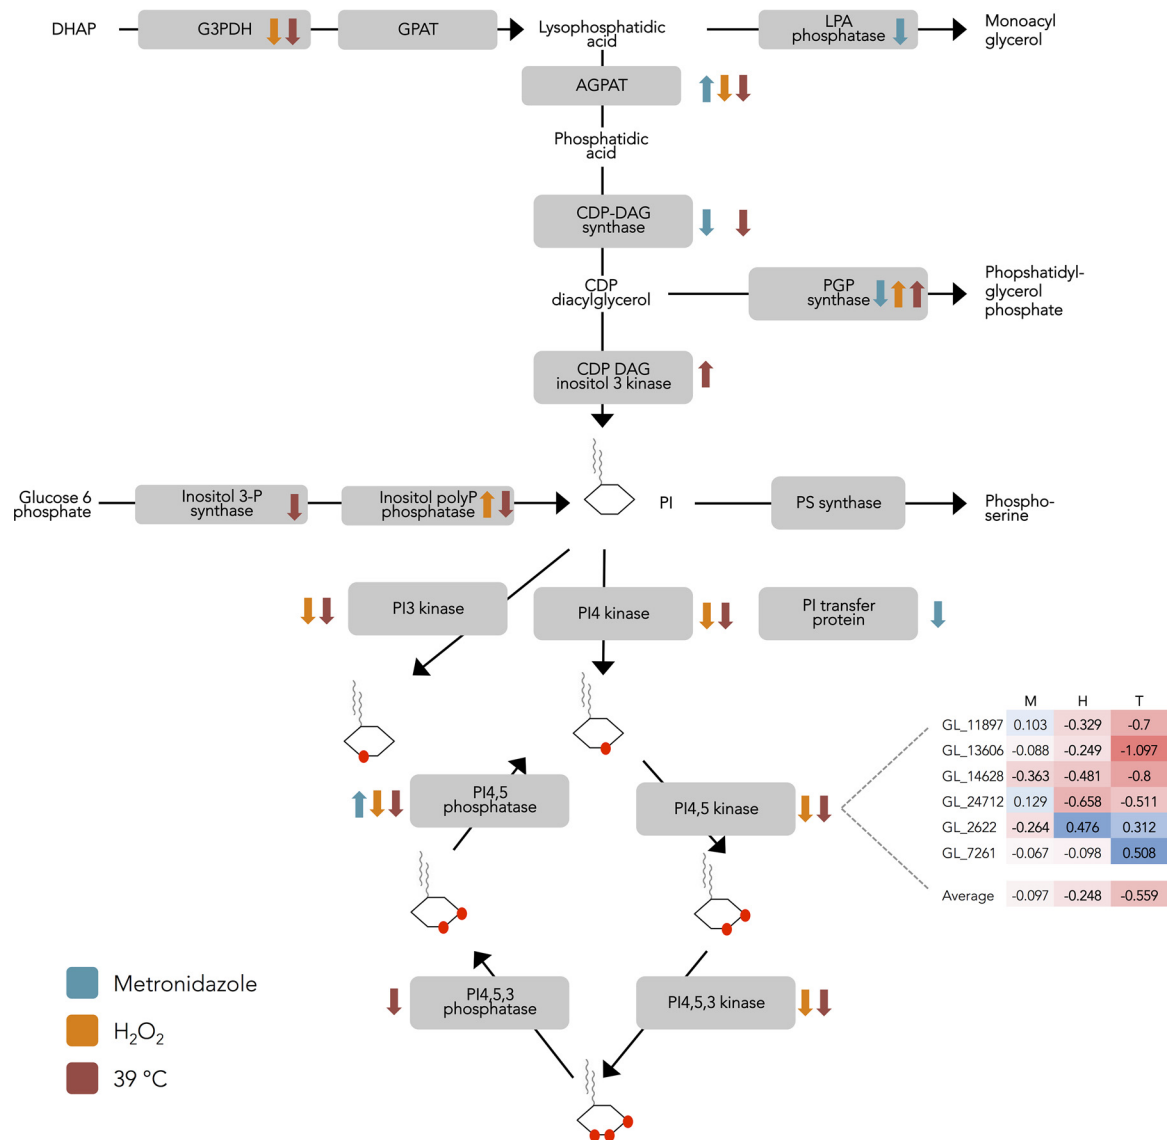 DHAP
G3PDH
GPAT
Lysophosphatidic
acid
LPA
phosphatase
Monoacyl
glycerol
AGPAT
Phosphatidic
acid
CDP-DAG
synthase
CDP
diacylglycerol
PGP
synthase
Phopshatidyl-
glycerol
phosphate
CDP DAG
inositol 3 kinase
Glucose 6
phosphate
Inositol 3-P
synthase
Inositol polyP
phosphatase
PI
PS synthase
Phospho-
serine
PI3 kinase
PI4 kinase
PI transfer
protein
PI4,5
phosphatase
PI4,5 kinase
M H T
GL_11897 0.103 -0.329 -0.7
GL_13606 -0.088 -0.249 -1.097
GL_14628 -0.363 -0.481 -0.8
GL_24712 0.129 -0.658 -0.511
GL_2622 -0.264 0.476 0.312
GL_7261 -0.067 -0.098 0.508
Average -0.097 -0.248 -0.559
PI4,5,3
phosphatase
PI4,5,3 kinase
Metronidazole
H₂O₂
39 °C